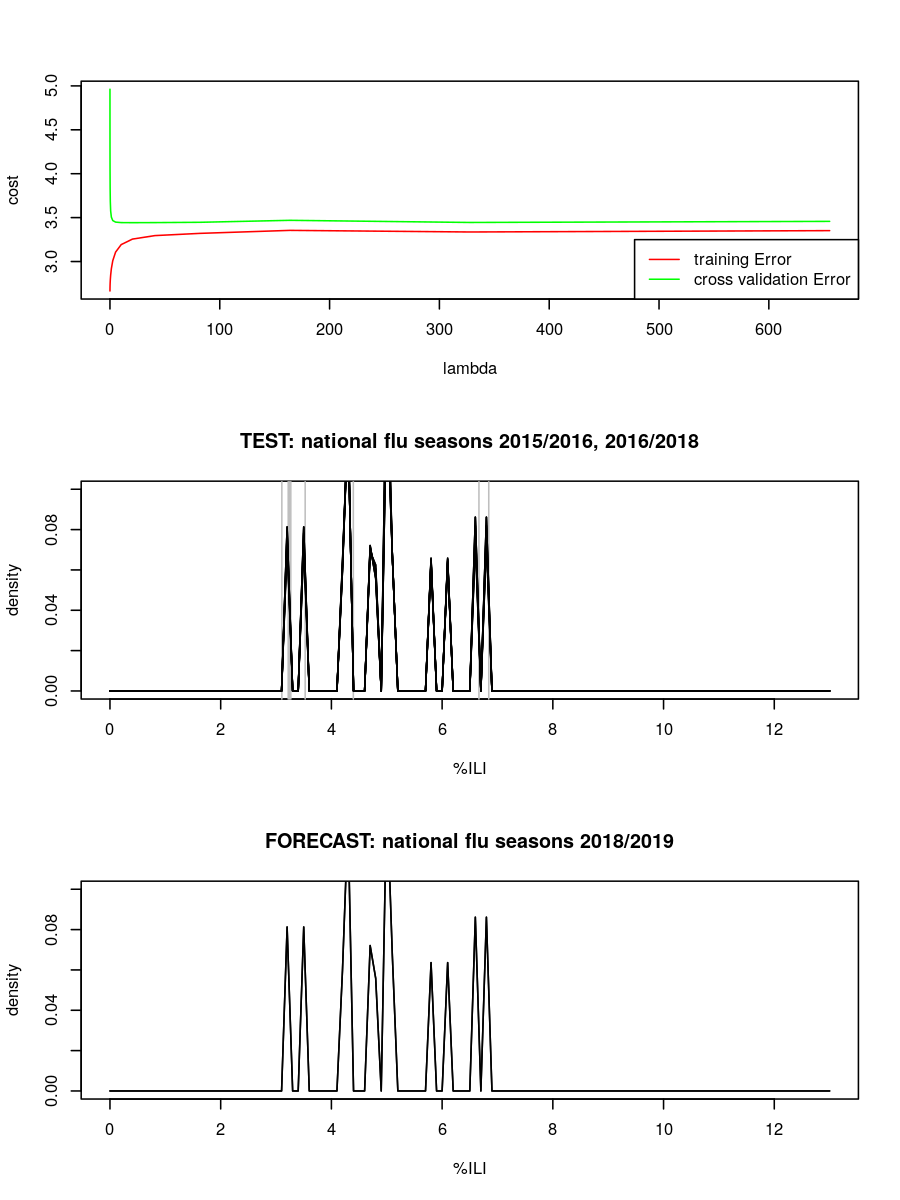 5.0
4.5
4.0
3.5
3.0
cost
training Error
cross validation Error
0 100 200 300 400 500 600
lambda
TEST: national flu seasons 2015/2016, 2016/2018
0.08
0.04
0.00
density
0 2 4 6 8 10 12
%ILI
FORECAST: national flu seasons 2018/2019
0.08
0.04
0.00
density
0 2 4 6 8 10 12
%ILI